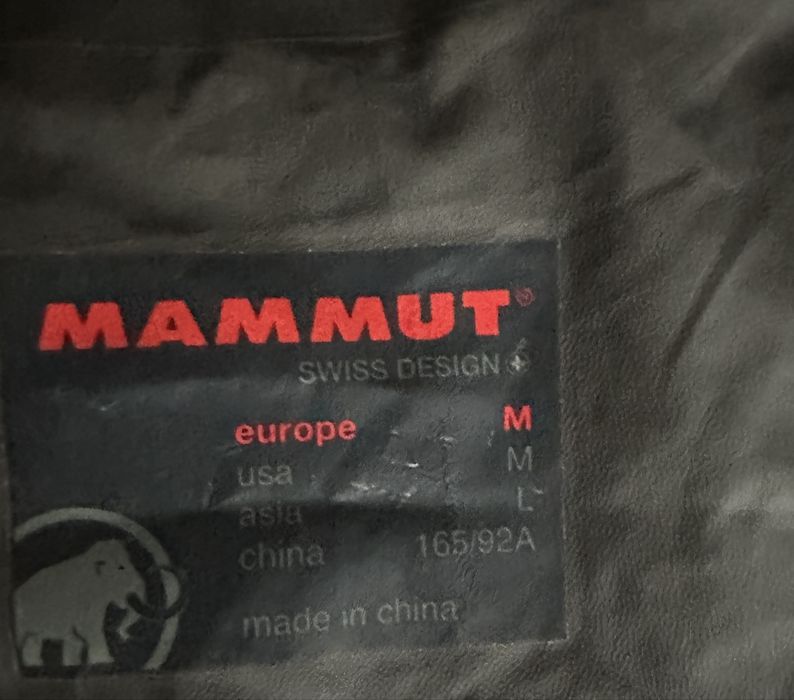 MAMMUT®
SWISS DESIGN
europe M
usa M
asia L
china 165/92A
made in china